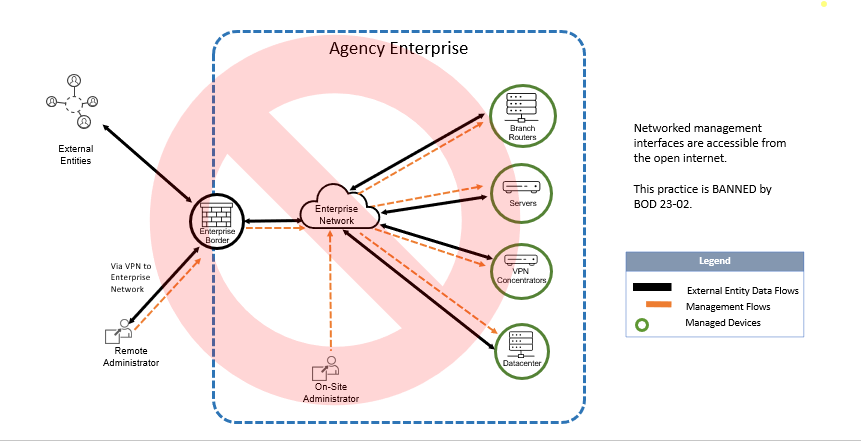 Agency Enterprise
External
Entities
Branch
Routers
Networked management
interfaces are accessible from
the open internet.
This practice is BANNED by
BOD 23-02.
Servers
Enterprise
Network
Enterprise
Border
Via VPN to
Enterprise
Network
VPN
Concentrators
Legend
External Entity Data Flows
Management Flows
Managed Devices
Remote
Administrator
Datacenter
On-Site
Administrator